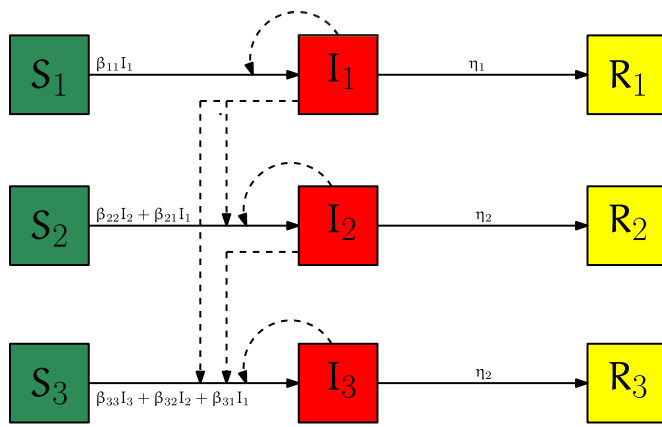 S₁ β₁₁I₁ I₁ η₁ R₁
S₂ β₂₂I₂ + β₂₁I₁ I₂ η₂ R₂
S₃ β₃₃I₃ + β₃₂I₂ + β₃₁I₁ I₃ η₂ R₃